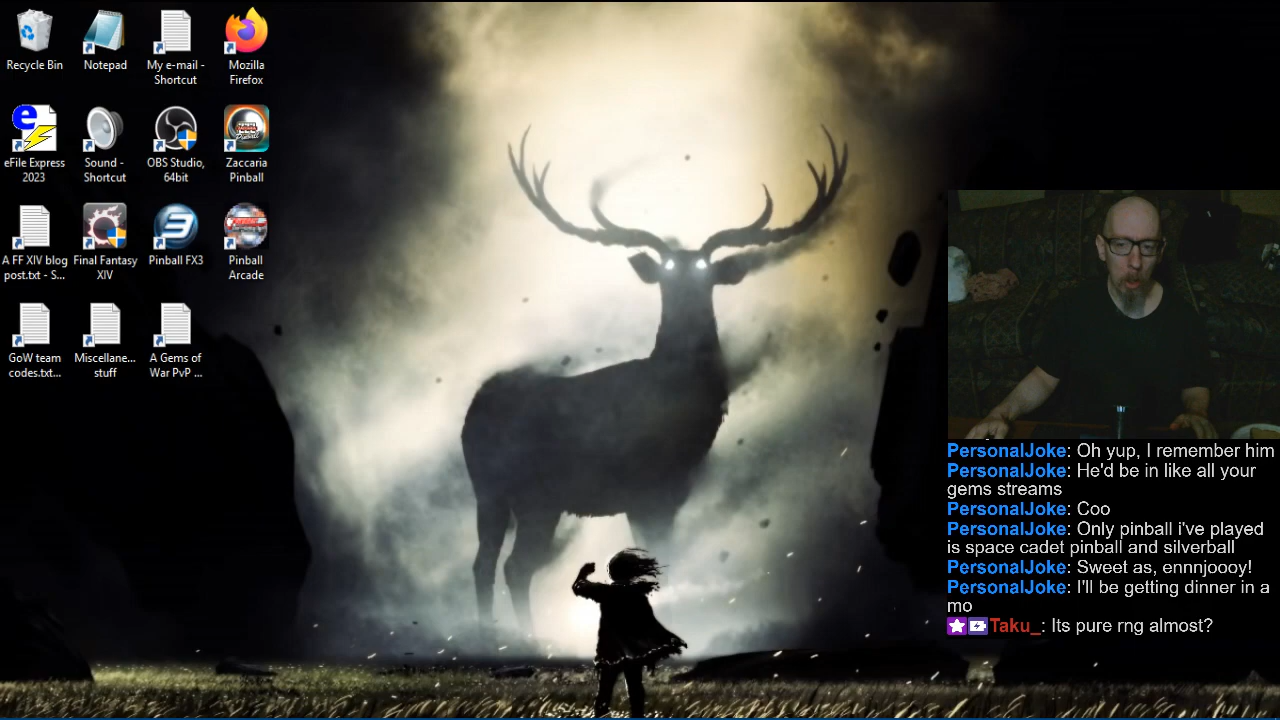 Recycle Bin
Notepad
My e-mail -
Shortcut
Mozilla
Firefox
eFile Express
2023
Sound -
Shortcut
OBS Studio,
64bit
Zaccaria
Pinball
A FF XIV blog
post.txt - S...
Final Fantasy
XIV
Pinball FX3
Pinball
Arcade
GoW team
codes.txt...
Miscellane...
stuff
A Gems of
War PvP ...
PersonalJoke: Oh yup, I remember him
PersonalJoke: He'd be in like all your
gems streams
PersonalJoke: Coo
PersonalJoke: Only pinball i've played
is space cadet pinball and silverball
PersonalJoke: Sweet as, ennnjoooy!
PersonalJoke: I'll be getting dinner in a
mo
Taku_: Its pure rng almost?